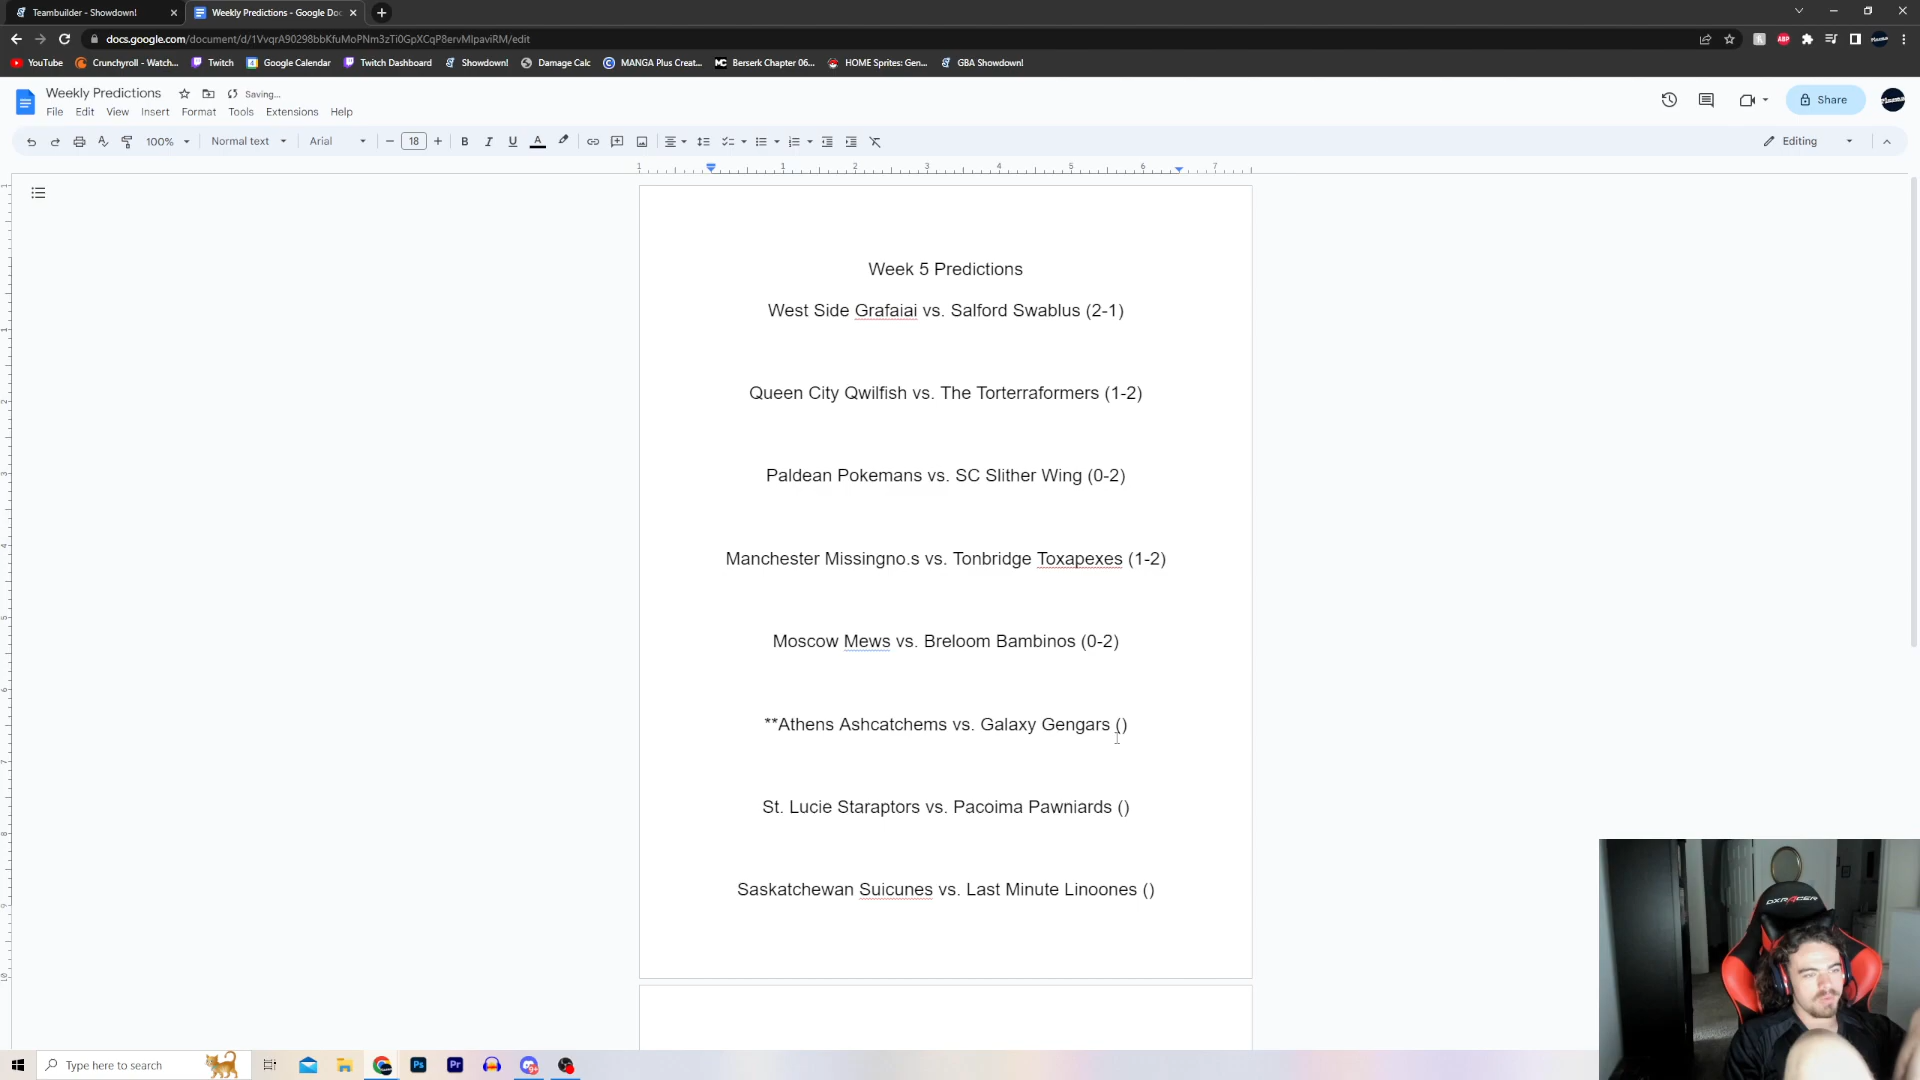 Teambuilder - Showdown!
Weekly Predictions - Google Doc
docs.google.com/document/d/1VvqrA90298bbKfuMoPNm3zTi0GpXCqP8ervMlpaviRM/edit
YouTube
Crunchyroll - Watch...
Twitch
Google Calendar
Twitch Dashboard
Showdown!
Damage Calc
MANGA Plus Creat...
Berserk Chapter 06...
HOME Sprites: Gen...
GBA Showdown!
Weekly Predictions
Saving...
File Edit View Insert Format Tools Extensions Help
Share
100%
Normal text
Arial
18
Editing
Week 5 Predictions
West Side Grafaiai vs. Salford Swablus (2-1)
Queen City Qwilfish vs. The Torterraformers (1-2)
Paldean Pokemans vs. SC Slither Wing (0-2)
Manchester Missingno.s vs. Tonbridge Toxapexes (1-2)
Moscow Mews vs. Breloom Bambinos (0-2)
**Athens Ashcatchems vs. Galaxy Gengars ()
St. Lucie Staraptors vs. Pacoima Pawniards ()
Saskatchewan Suicunes vs. Last Minute Linoones ()
DXRACER
Type here to search